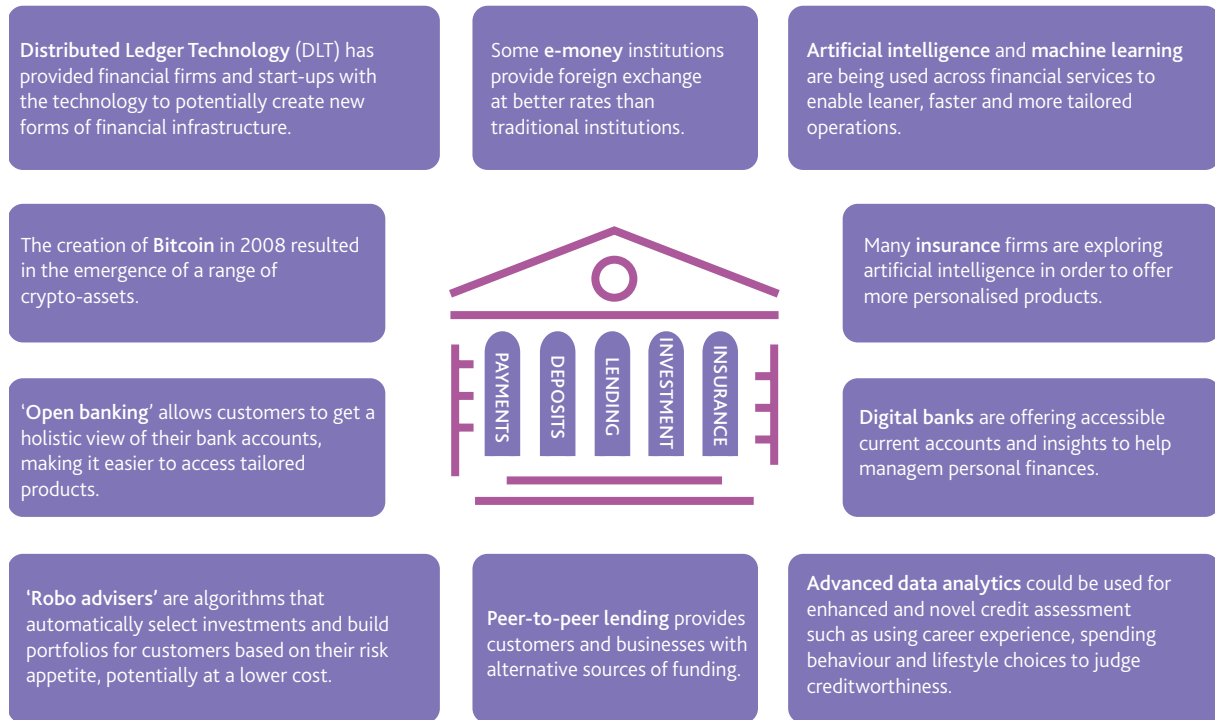 Distributed Ledger Technology (DLT) has
provided financial firms and start-ups with
the technology to potentially create new
forms of financial infrastructure.
Some e-money institutions
provide foreign exchange
at better rates than
traditional institutions.
Artificial intelligence and machine learning
are being used across financial services to
enable leaner, faster and more tailored
operations.
The creation of Bitcoin in 2008 resulted
in the emergence of a range of
crypto-assets.
Many insurance firms are exploring
artificial intelligence in order to offer
more personalised products.
PAYMENTS
DEPOSITS
LENDING
INVESTMENT
INSURANCE
'Open banking' allows customers to get a
holistic view of their bank accounts,
making it easier to access tailored
products.
Digital banks are offering accessible
current accounts and insights to help
managem personal finances.
'Robo advisers' are algorithms that
automatically select investments and build
portfolios for customers based on their risk
appetite, potentially at a lower cost.
Peer-to-peer lending provides
customers and businesses with
alternative sources of funding.
Advanced data analytics could be used for
enhanced and novel credit assessment
such as using career experience, spending
behaviour and lifestyle choices to judge
creditworthiness.